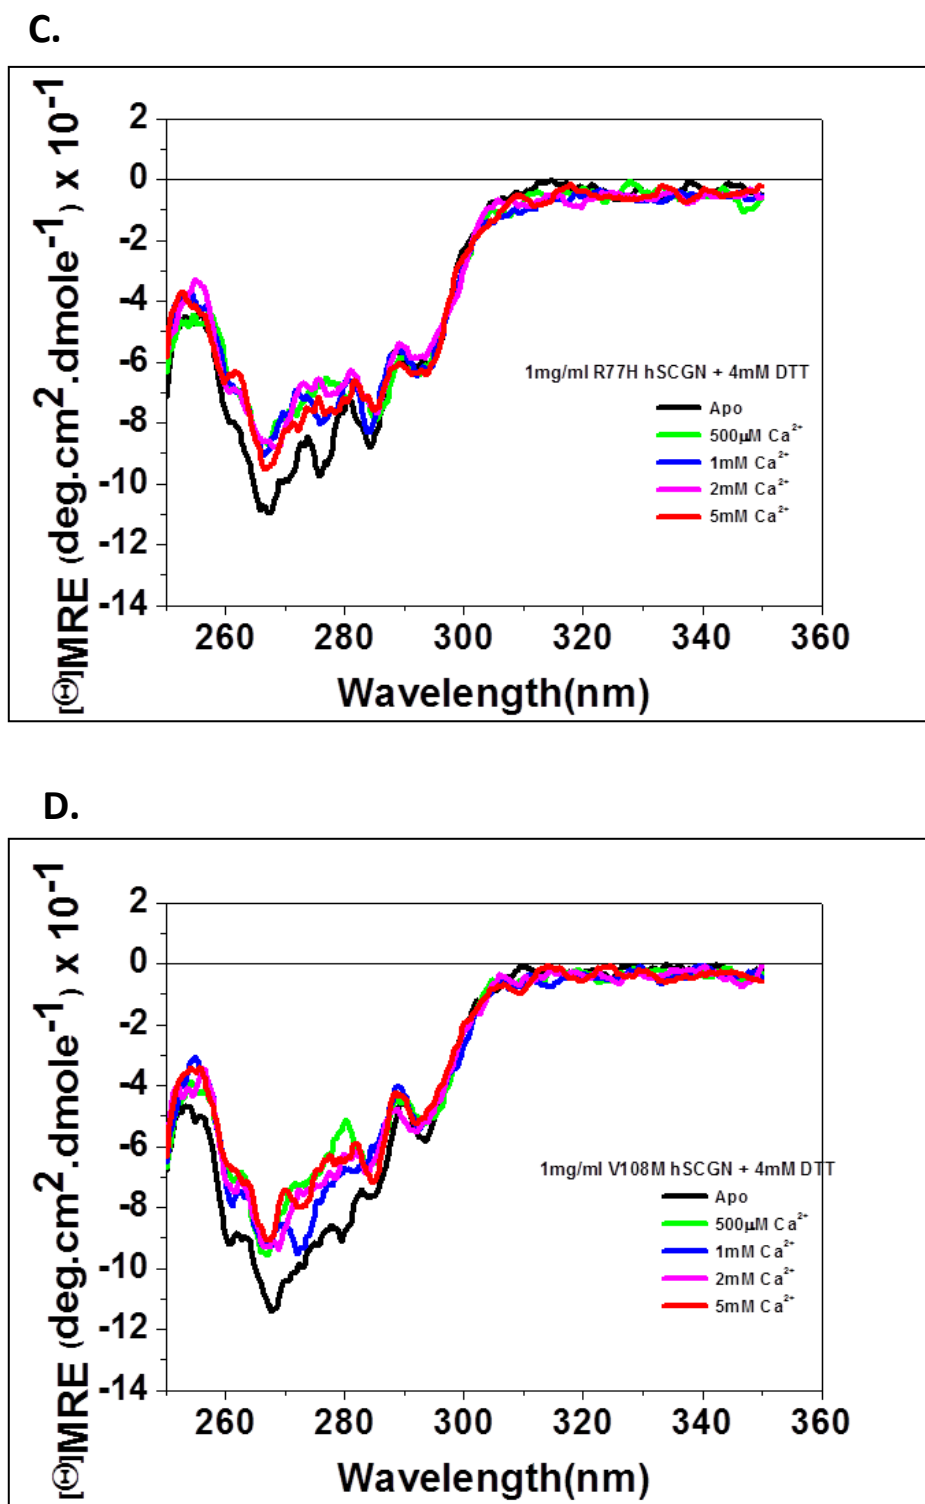 C.
[Θ]MRE (deg.cm².dmole⁻¹) x 10⁻¹
2
0
-2
-4
-6
-8
-10
-12
-14
1mg/ml R77H hSCGN + 4mM DTT
Apo
500µM Ca²⁺
1mM Ca²⁺
2mM Ca²⁺
5mM Ca²⁺
260 280 300 320 340 360
Wavelength(nm)
D.
[Θ]MRE (deg.cm².dmole⁻¹) x 10⁻¹
2
0
-2
-4
-6
-8
-10
-12
-14
1mg/ml V108M hSCGN + 4mM DTT
Apo
500µM Ca²⁺
1mM Ca²⁺
2mM Ca²⁺
5mM Ca²⁺
260 280 300 320 340 360
Wavelength(nm)